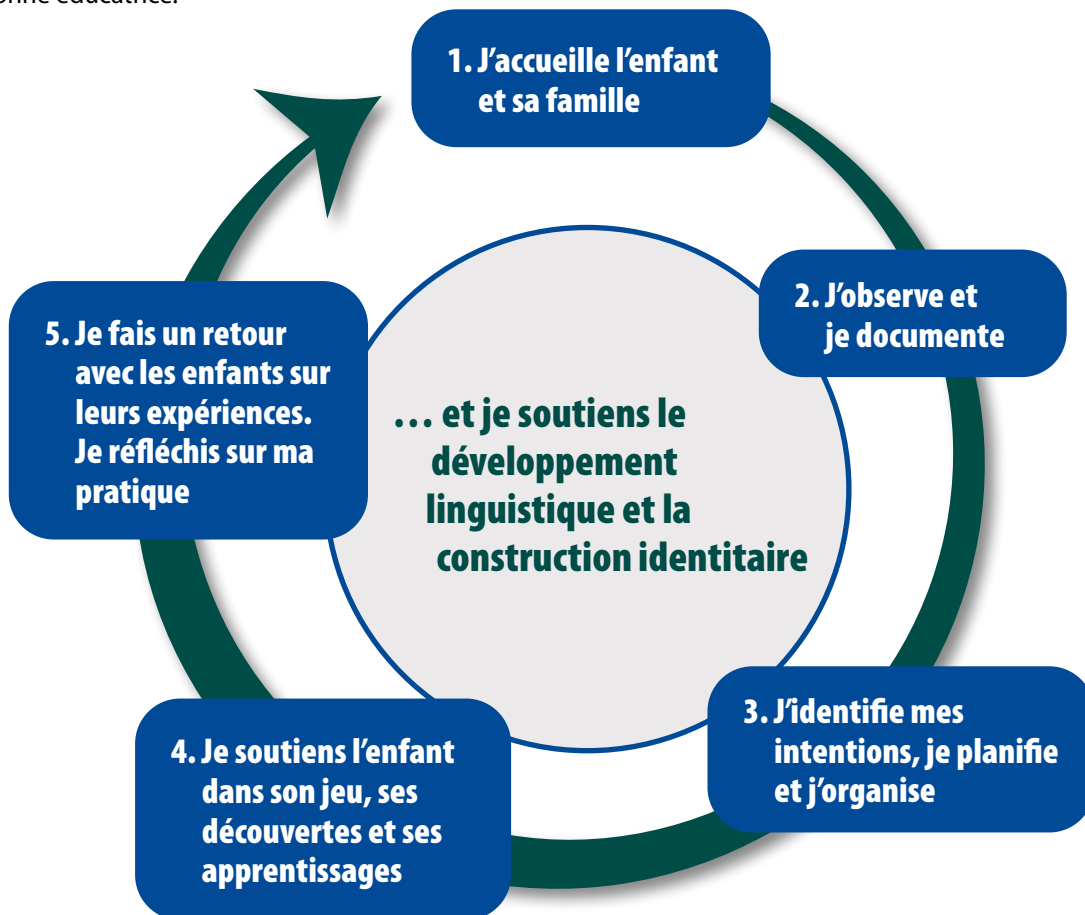 éducatrice.
1. J’accueille l’enfant
et sa famille
2. J’observe et
je documente
3. J’identifie mes
intentions, je planifie
et j’organise
4. Je soutiens l’enfant
dans son jeu, ses
découvertes et ses
apprentissages
5. Je fais un retour
avec les enfants sur
leurs expériences.
Je réfléchis sur ma
pratique
… et je soutiens le
développement
linguistique et la
construction identitaire